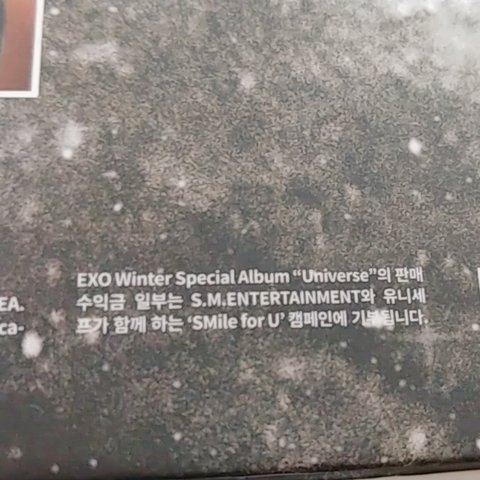 EXO Winter Special Album “Universe”의 판매
수익금 일부는 S.M.ENTERTAINMENT와 유니세
프가 함께 하는 ‘SMile for U’ 캠페인에 기부됩니다.
EA.
ca-